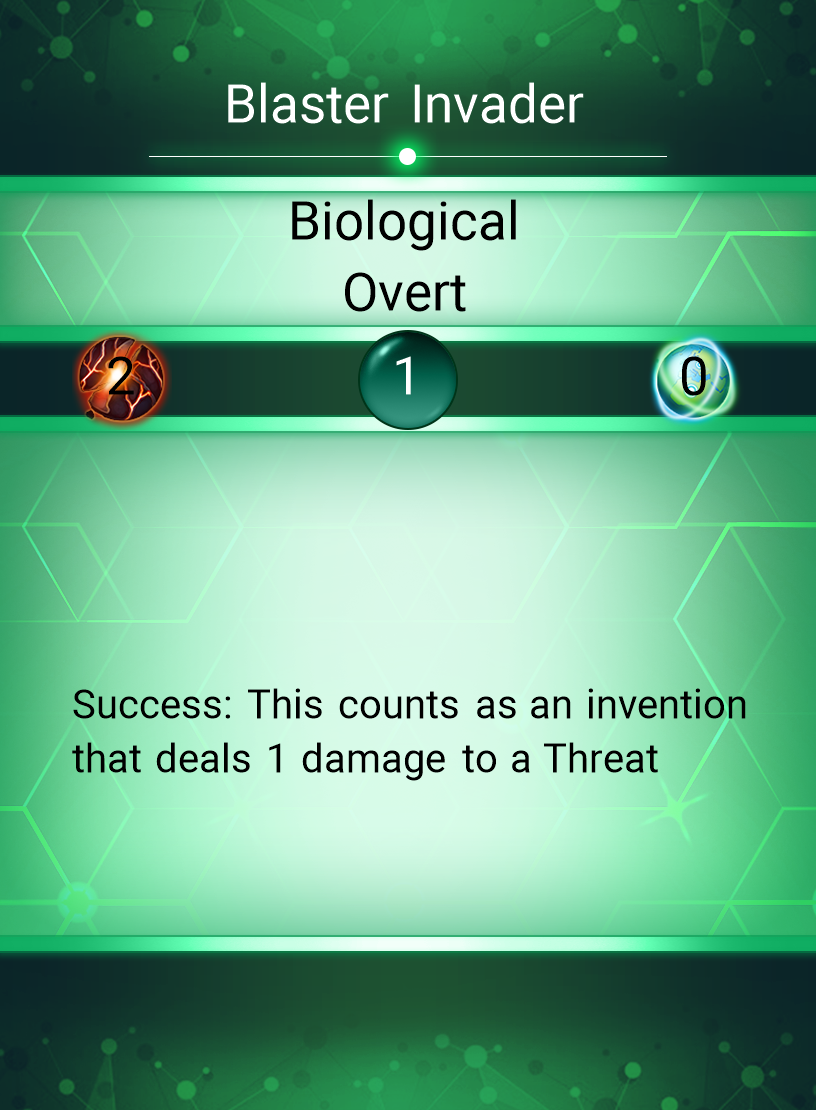 Blaster Invader
Biological
Overt
2 1 0
Success: This counts as an invention
that deals 1 damage to a Threat